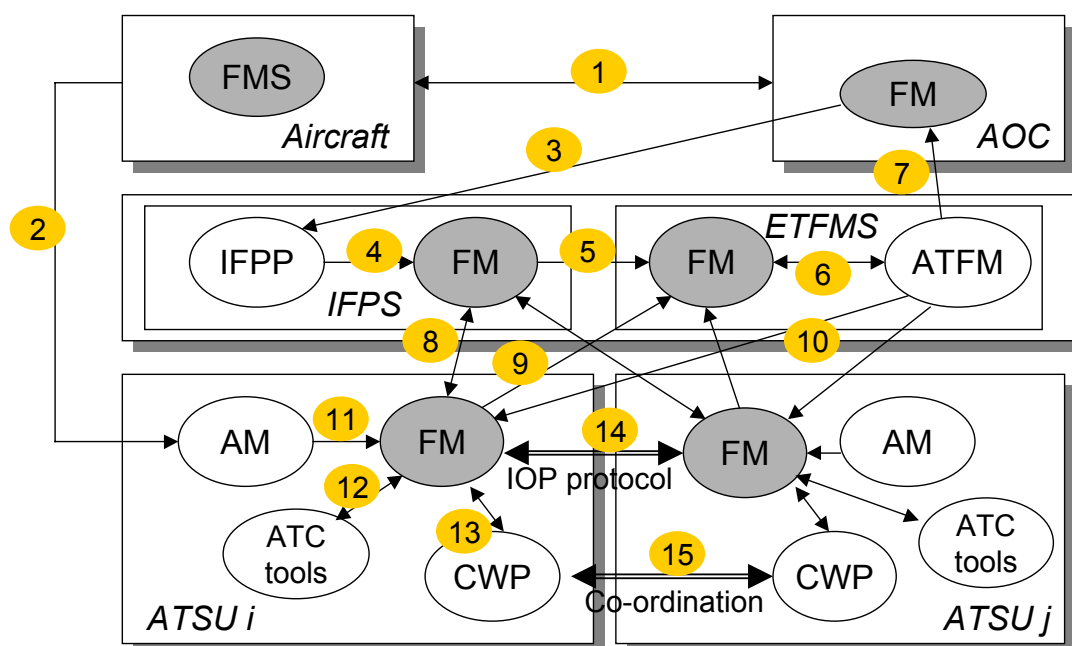 FMS
Aircraft
1
FM
AOC
3
7
2
IFPP
4
FM
IFPS
5
ETFMS
FM
6
ATFM
8
9
10
AM
11
FM
12
ATC
tools
13
CWP
ATSU i
14
IOP protocol
15
Co-ordination
FM
AM
ATC
tools
CWP
ATSU j